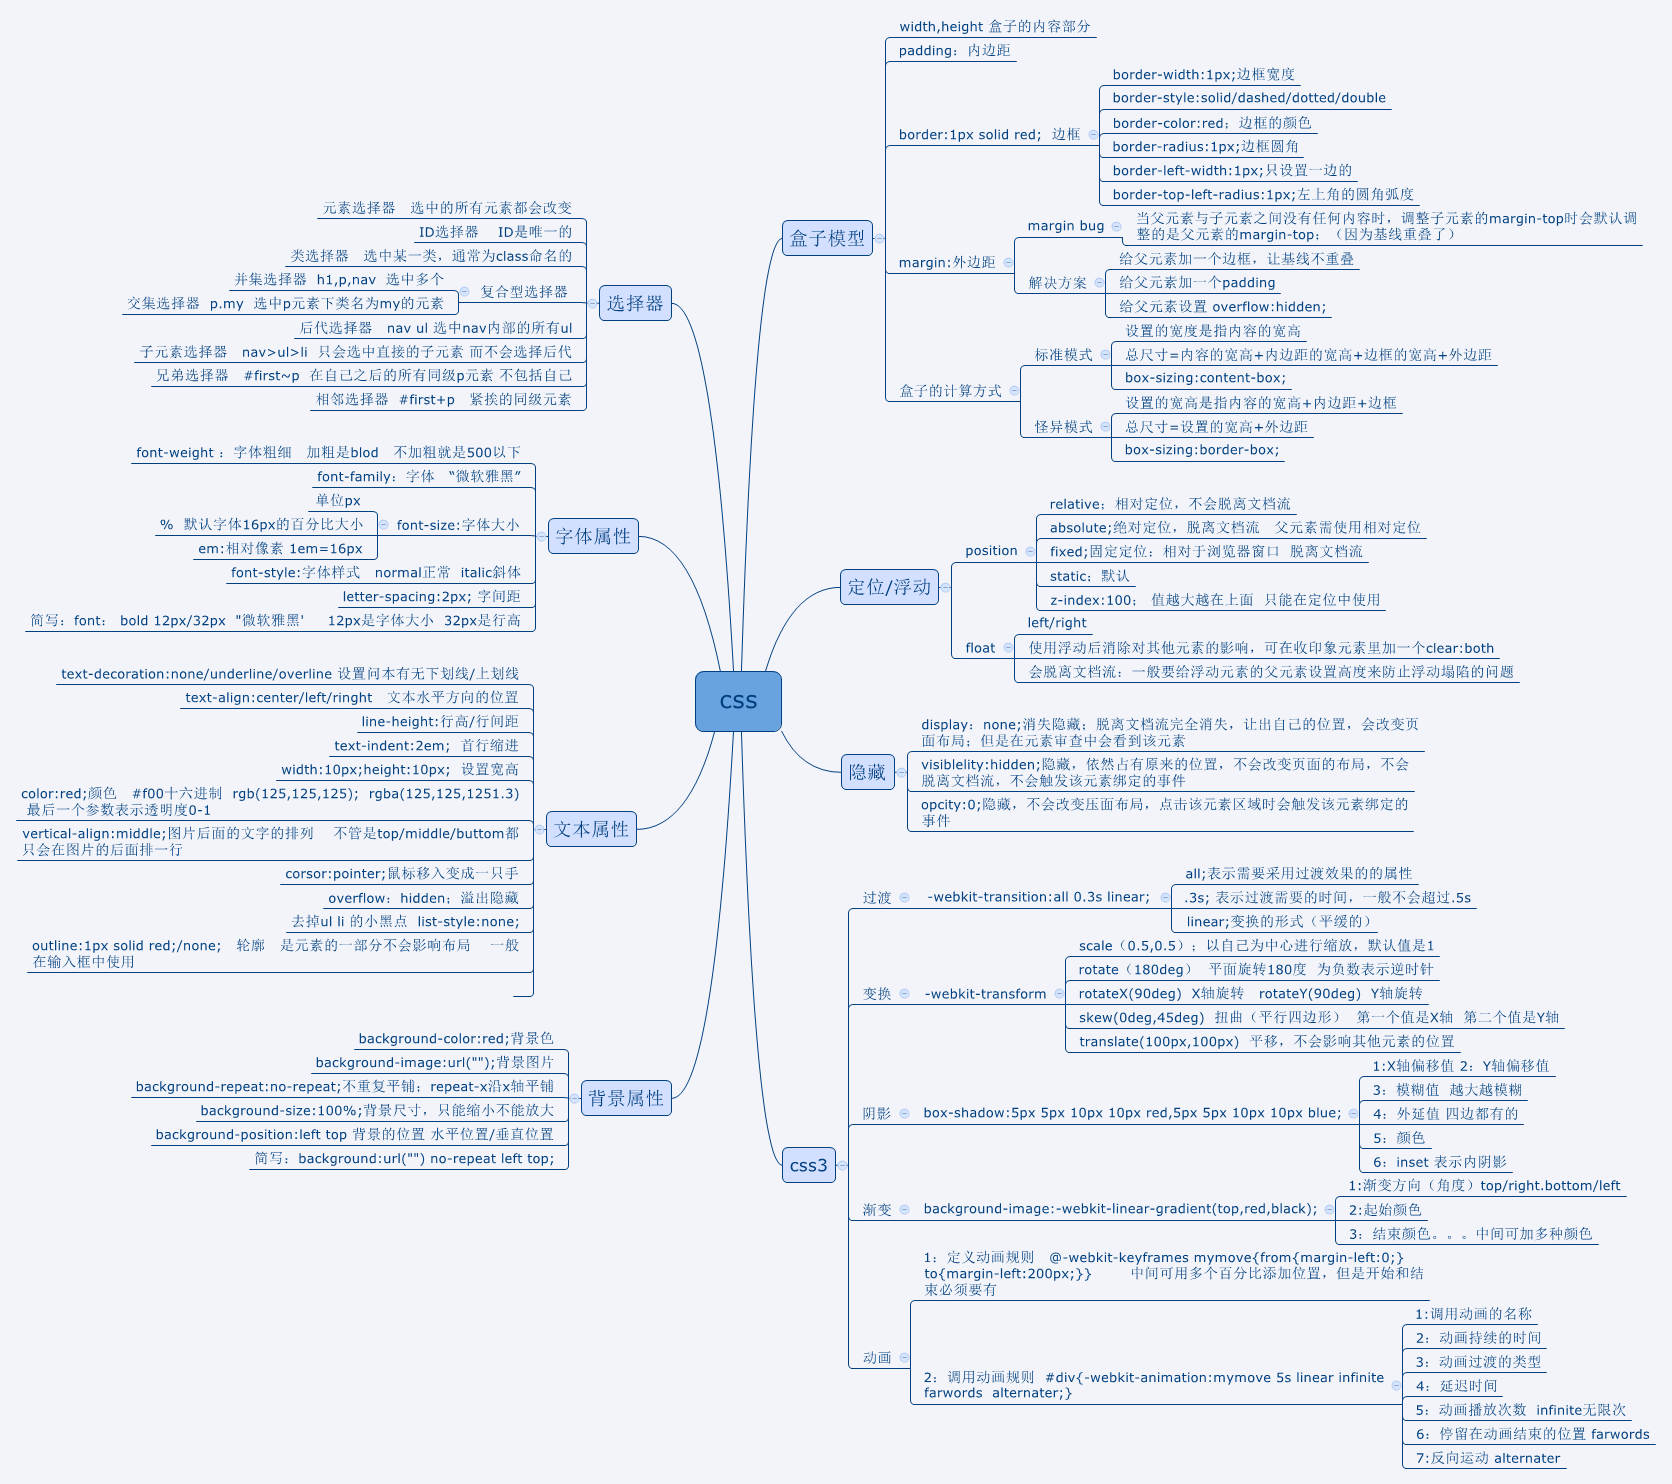 css
盒子模型
width,height 盒子的内容部分
padding：内边距
border:1px solid red；边框
border-width:1px;边框宽度
border-style:solid/dashed/dotted/double
border-color:red；边框的颜色
border-radius:1px;边框圆角
border-left-width:1px;只设置一边的
border-top-left-radius:1px;左上角的圆角弧度
margin:外边距
margin bug
当父元素与子元素之间没有任何内容时，调整子元素的margin-top时会默认调
整的是父元素的margin-top；（因为基线重叠了）
解决方案
给父元素加一个边框，让基线不重叠
给父元素加一个padding
给父元素设置 overflow:hidden;
盒子的计算方式
标准模式
设置的宽度是指内容的宽高
总尺寸=内容的宽高+内边距的宽高+边框的宽高+外边距
box-sizing:content-box;
怪异模式
设置的宽高是指内容的宽高+内边距+边框
总尺寸=设置的宽高+外边距
box-sizing:border-box;
定位/浮动
position
relative；相对定位，不会脱离文档流
absolute;绝对定位，脱离文档流 父元素需使用相对定位
fixed;固定定位；相对于浏览器窗口 脱离文档流
static；默认
z-index:100； 值越大越在上面 只能在定位中使用
float
left/right
使用浮动后消除对其他元素的影响，可在收印象元素里加一个clear:both
会脱离文档流：一般要给浮动元素的父元素设置高度来防止浮动塌陷的问题
隐藏
display：none;消失隐藏；脱离文档流完全消失，让出自己的位置，会改变页
面布局；但是在元素审查中会看到该元素
visiblelity:hidden;隐藏，依然占有原来的位置，不会改变页面的布局，不会
脱离文档流，不会触发该元素绑定的事件
opcity:0;隐藏，不会改变压面布局，点击该元素区域时会触发该元素绑定的
事件
css3
过渡
-webkit-transition:all 0.3s linear;
all;表示需要采用过渡效果的的属性
.3s; 表示过渡需要的时间，一般不会超过.5s
linear;变换的形式（平缓的）
变换
-webkit-transform
scale（0.5,0.5）；以自己为中心进行缩放，默认值是1
rotate（180deg） 平面旋转180度 为负数表示逆时针
rotateX(90deg) X轴旋转 rotateY(90deg) Y轴旋转
skew(0deg,45deg) 扭曲（平行四边形） 第一个值是X轴 第二个值是Y轴
translate(100px,100px) 平移，不会影响其他元素的位置
阴影
box-shadow:5px 5px 10px 10px red,5px 5px 10px 10px blue;
1:X轴偏移值 2：Y轴偏移值
3：模糊值 越大越模糊
4：外延值 四边都有的
5：颜色
6：inset 表示内阴影
渐变
background-image:-webkit-linear-gradient(top,red,black);
1:渐变方向（角度）top/right.bottom/left
2:起始颜色
3：结束颜色。。。中间可加多种颜色
动画
1：定义动画规则 @-webkit-keyframes mymove{from{margin-left:0;}
to{margin-left:200px;}} 中间可用多个百分比添加位置，但是开始和结
束必须要有
2：调用动画规则 #div{-webkit-animation:mymove 5s linear infinite
farwords alternater;}
1:调用动画的名称
2：动画持续的时间
3：动画过渡的类型
4：延迟时间
5：动画播放次数 infinite无限次
6：停留在动画结束的位置 farwords
7:反向运动 alternater
选择器
元素选择器 选中的所有元素都会改变
ID选择器 ID是唯一的
类选择器 选中某一类，通常为class命名的
复合型选择器
并集选择器 h1,p,nav 选中多个
交集选择器 p.my 选中p元素下类名为my的元素
后代选择器 nav ul 选中nav内部的所有ul
子元素选择器 nav>ul>li 只会选中直接的子元素 而不会选择后代
兄弟选择器 #first~p 在自己之后的所有同级p元素 不包括自己
相邻选择器 #first+p 紧挨的同级元素
字体属性
font-weight ：字体粗细 加粗是blod 不加粗就是500以下
font-family：字体 “微软雅黑”
font-size:字体大小
单位px
% 默认字体16px的百分比大小
em:相对像素 1em=16px
font-style:字体样式 normal正常 italic斜体
letter-spacing:2px; 字间距
简写：font： bold 12px/32px "微软雅黑' 12px是字体大小 32px是行高
文本属性
text-decoration:none/underline/overline 设置问本有无下划线/上划线
text-align:center/left/ringht 文本水平方向的位置
line-height:行高/行间距
text-indent:2em; 首行缩进
width:10px;height:10px; 设置宽高
color:red;颜色 #f00十六进制 rgb(125,125,125); rgba(125,125,1251.3)
最后一个参数表示透明度0-1
vertical-align:middle;图片后面的文字的排列 不管是top/middle/buttom都
只会在图片的后面排一行
corsor:pointer;鼠标移入变成一只手
overflow：hidden；溢出隐藏
去掉ul li 的小黑点 list-style:none;
outline:1px solid red;/none; 轮廓 是元素的一部分不会影响布局 一般
在输入框中使用
背景属性
background-color:red;背景色
background-image:url("");背景图片
background-repeat:no-repeat;不重复平铺；repeat-x沿x轴平铺
background-size:100%;背景尺寸，只能缩小不能放大
background-position:left top 背景的位置 水平位置/垂直位置
简写：background:url("") no-repeat left top;